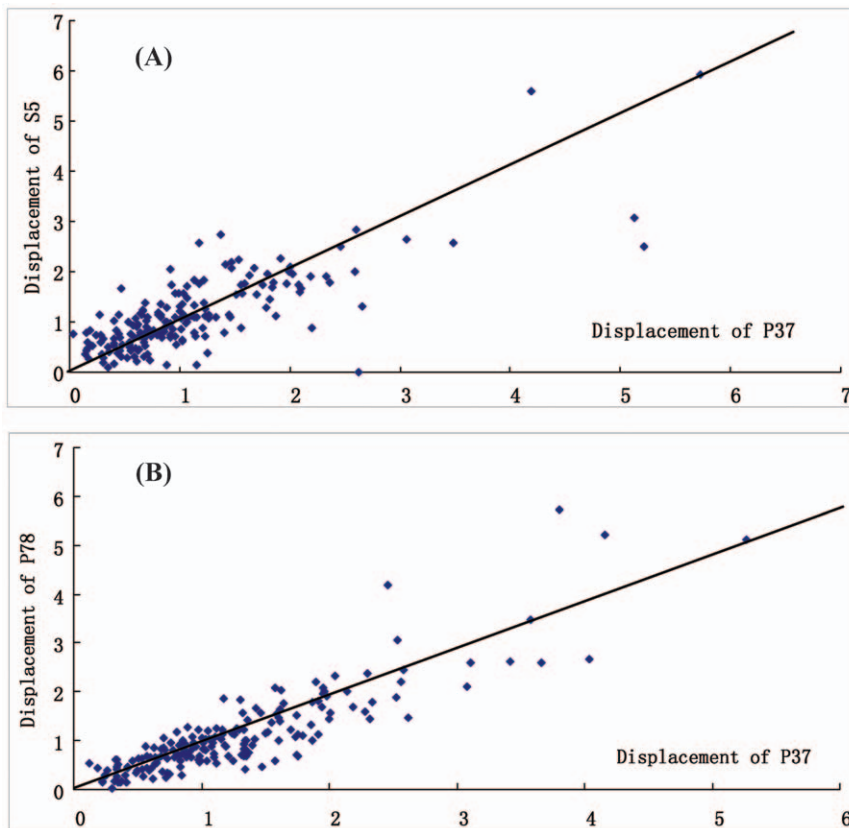 (A)
7
6
5
4
3
2
1
0
Displacement of S5
Displacement of P37
0 1 2 3 4 5 6 7
(B)
7
6
5
4
3
2
1
0
Displacement of P78
Displacement of P37
0 1 2 3 4 5 6